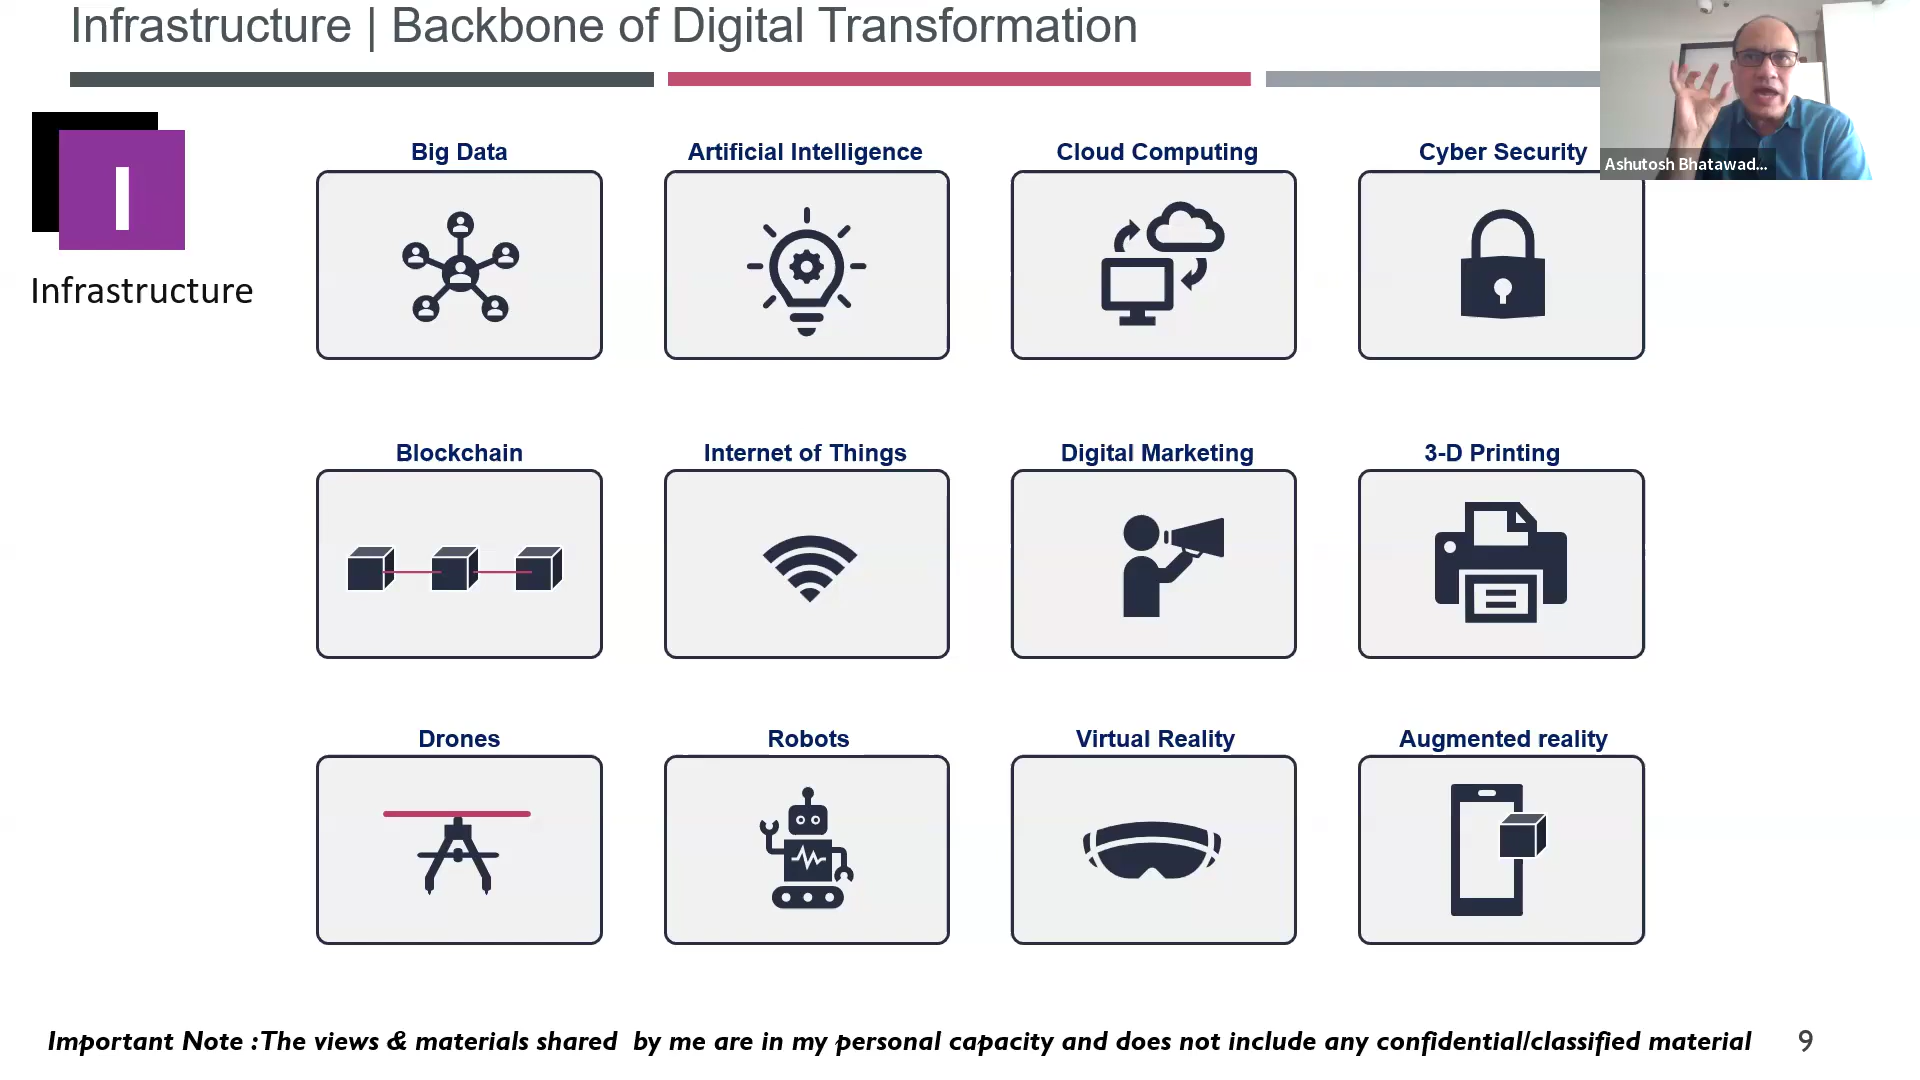 Infrastructure | Backbone of Digital Transformation
Ashutosh Bhatawad...
I
Infrastructure
Big Data
Artificial Intelligence
Cloud Computing
Cyber Security
Blockchain
Internet of Things
Digital Marketing
3-D Printing
Drones
Robots
Virtual Reality
Augmented reality
Important Note :The views & materials shared  by me are in my personal capacity and does not include any confidential/classified material
9